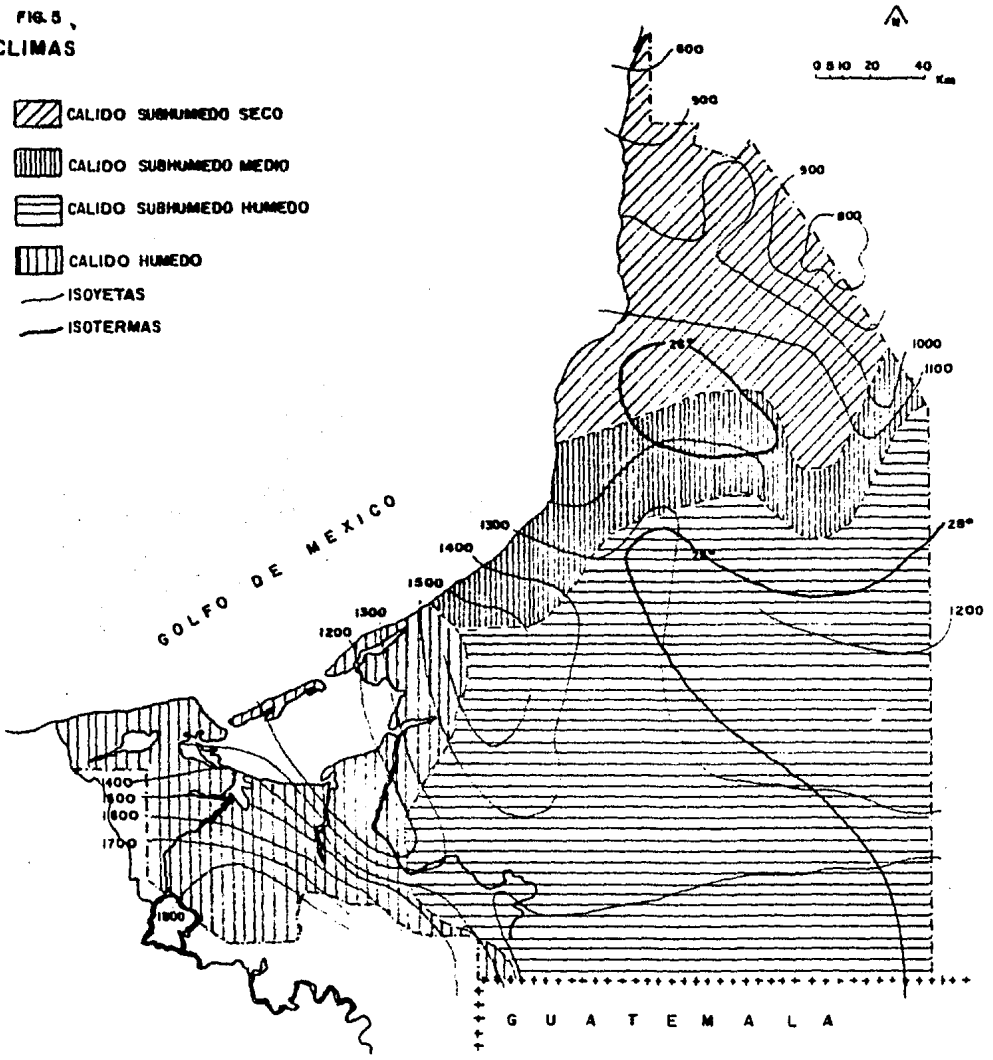 FIG. 5
CLIMAS
CALIDO SUBHUMEDO SECO
CALIDO SUBHUMEDO MEDIO
CALIDO SUBHUMEDO HUMEDO
CALIDO HUMEDO
ISOYETAS
ISOTERMAS
N
0 5 10 20 40 Km
800
900
900
800
26°
1000
1100
GOLFO DE MEXICO
1300
1400
1500
28°
1300
1200
1200
1400
1600
1700
1800
GUATEMALA